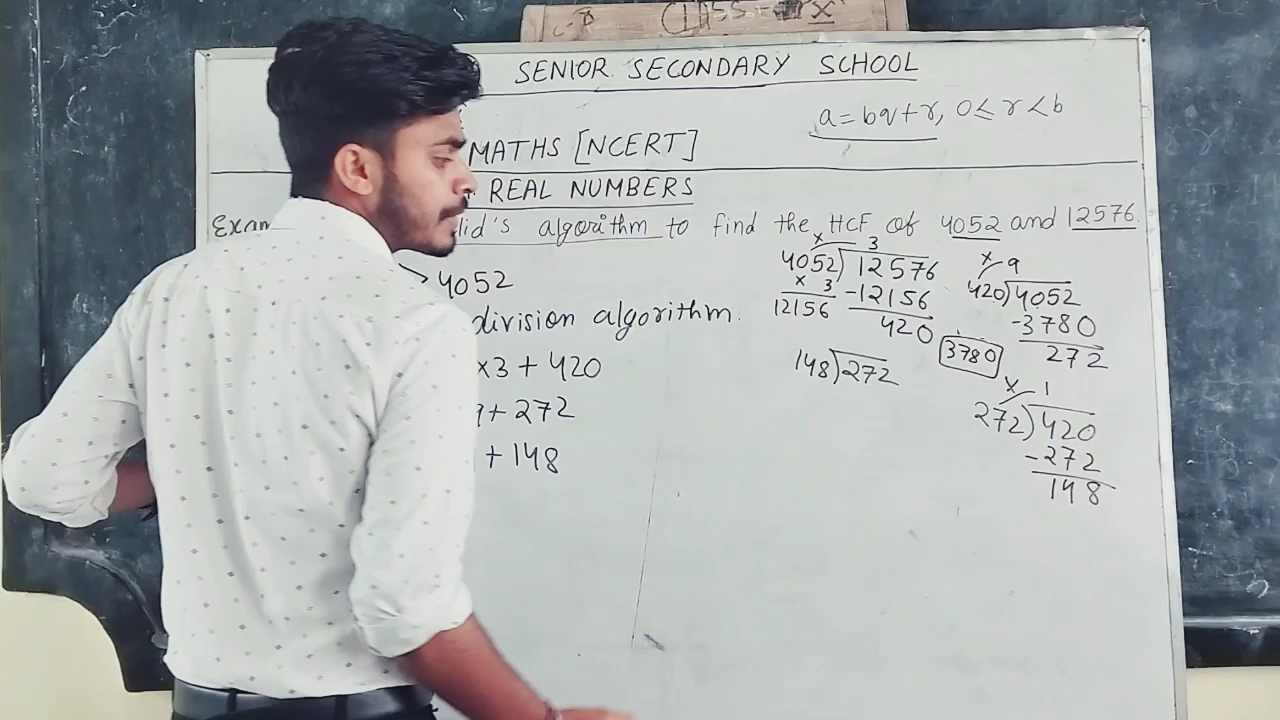 CLASS - X
SENIOR SECONDARY SCHOOL
a = bq + r, 0 ≤ r < b
MATHS [NCERT]
REAL NUMBERS
algorithm to find the HCF of 4052 and 12576.
> 4052
division algorithm.
x3 + 420
+ 272
+ 148
3
4052)12576
x 3
12156
-12156
420
x 9
420)4052
-3780
272
3780
148)272
x 1
272)420
-272
148